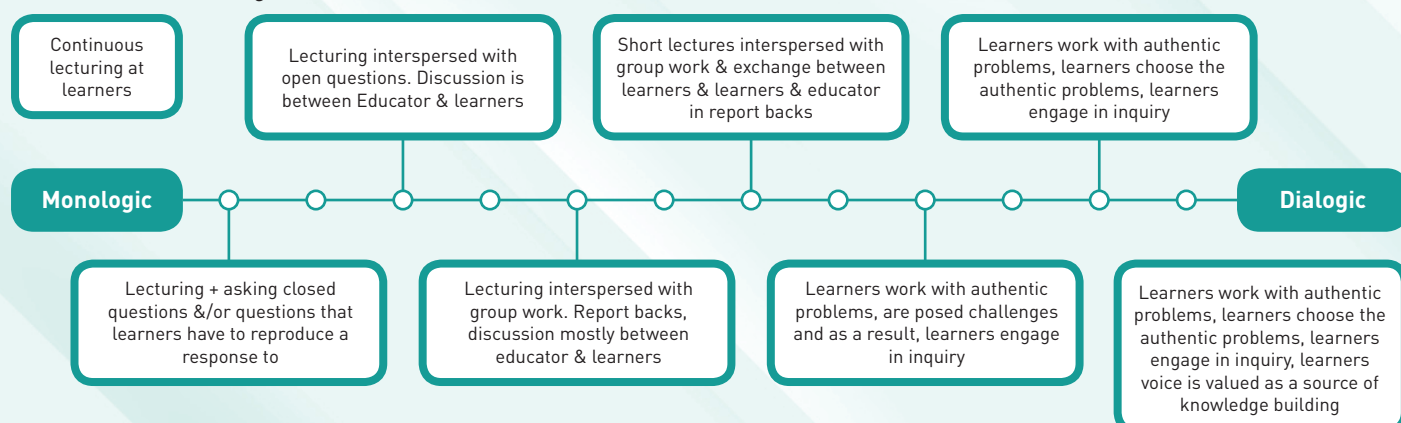 Continuous
lecturing at
learners
Lecturing interspersed with
open questions. Discussion is
between Educator & learners
Short lectures interspersed with
group work & exchange between
learners & learners & educator
in report backs
Learners work with authentic
problems, learners choose the
authentic problems, learners
engage in inquiry
Monologic
Dialogic
Lecturing + asking closed
questions &/or questions that
learners have to reproduce a
response to
Lecturing interspersed with
group work. Report backs,
discussion mostly between
educator & learners
Learners work with authentic
problems, are posed challenges
and as a result, learners engage
in inquiry
Learners work with authentic
problems, learners choose the
authentic problems, learners
engage in inquiry, learners
voice is valued as a source of
knowledge building